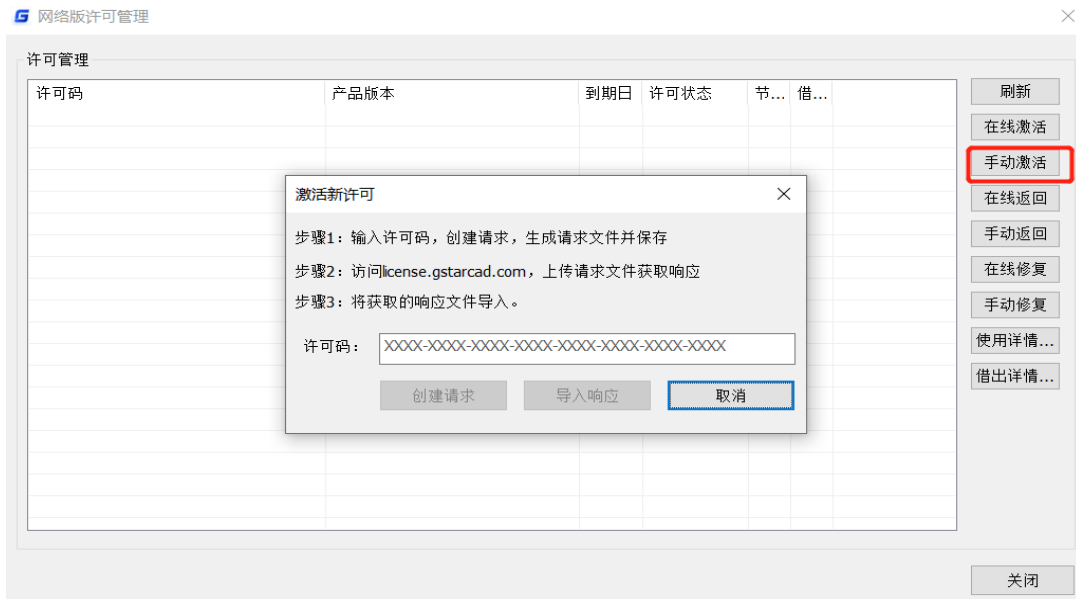 网络版许可管理
许可管理
许可码 产品版本 到期日 许可状态 节... 借...
刷新
在线激活
手动激活
在线返回
手动返回
在线修复
手动修复
使用详情...
借出详情...
激活新许可
步骤1：输入许可码，创建请求，生成请求文件并保存
步骤2：访问license.gstarcad.com，上传请求文件获取响应
步骤3：将获取的响应文件导入。
许可码： XXXX-XXXX-XXXX-XXXX-XXXX-XXXX-XXXX-XXXX
创建请求 导入响应 取消
关闭